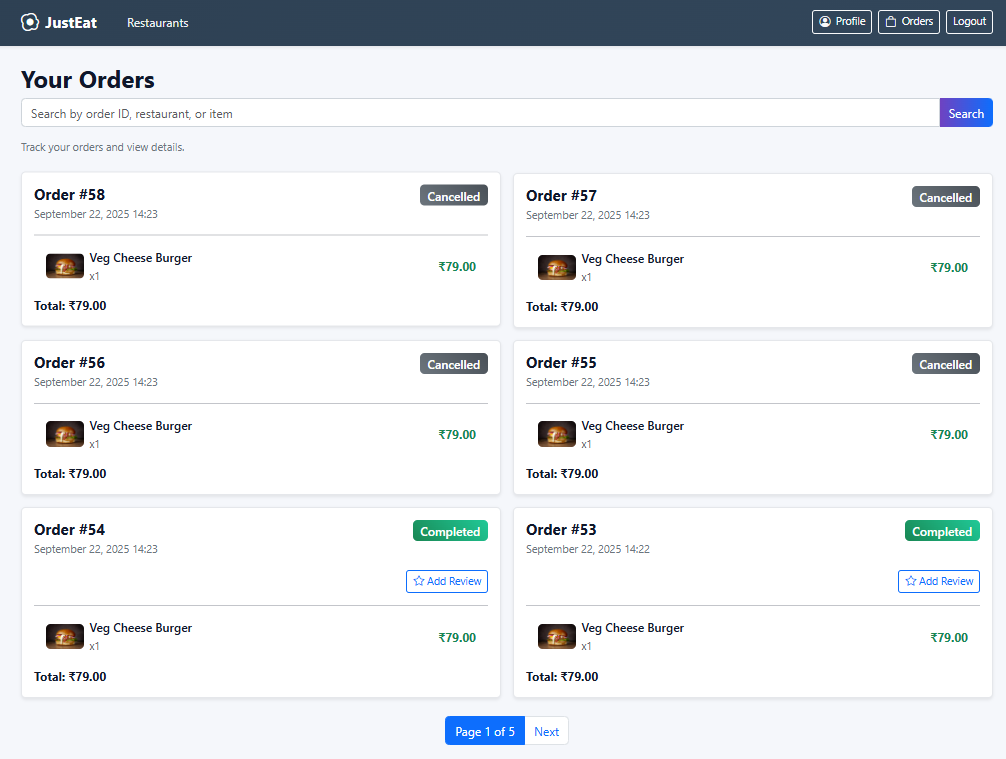 JustEat
Restaurants
Profile
Orders
Logout
Your Orders
Search by order ID, restaurant, or item
Search
Track your orders and view details.
Order #58
Cancelled
September 22, 2025 14:23
Veg Cheese Burger
x1
₹79.00
Total: ₹79.00
Order #57
Cancelled
September 22, 2025 14:23
Veg Cheese Burger
x1
₹79.00
Total: ₹79.00
Order #56
Cancelled
September 22, 2025 14:23
Veg Cheese Burger
x1
₹79.00
Total: ₹79.00
Order #55
Cancelled
September 22, 2025 14:23
Veg Cheese Burger
x1
₹79.00
Total: ₹79.00
Order #54
Completed
September 22, 2025 14:23
Add Review
Veg Cheese Burger
x1
₹79.00
Total: ₹79.00
Order #53
Completed
September 22, 2025 14:22
Add Review
Veg Cheese Burger
x1
₹79.00
Total: ₹79.00
Page 1 of 5
Next